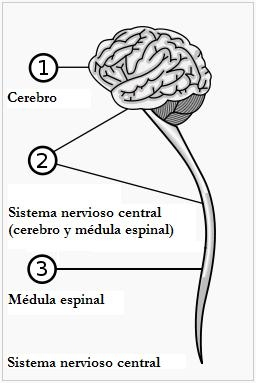 1
Cerebro
2
Sistema nervioso central
(cerebro y médula espinal)
3
Médula espinal
Sistema nervioso central